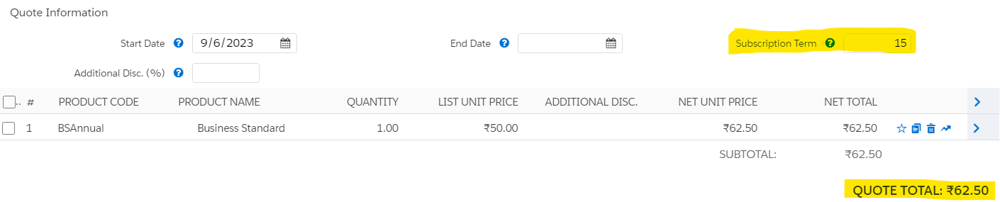 Quote Information
Start Date ? 9/6/2023 End Date ? Subscription Term ? 15
Additional Disc. (%) ?
.. # PRODUCT CODE PRODUCT NAME QUANTITY LIST UNIT PRICE ADDITIONAL DISC. NET UNIT PRICE NET TOTAL
1 BSAnnual Business Standard 1.00 ₹50.00 ₹62.50 ₹62.50
SUBTOTAL: ₹62.50
QUOTE TOTAL: ₹62.50